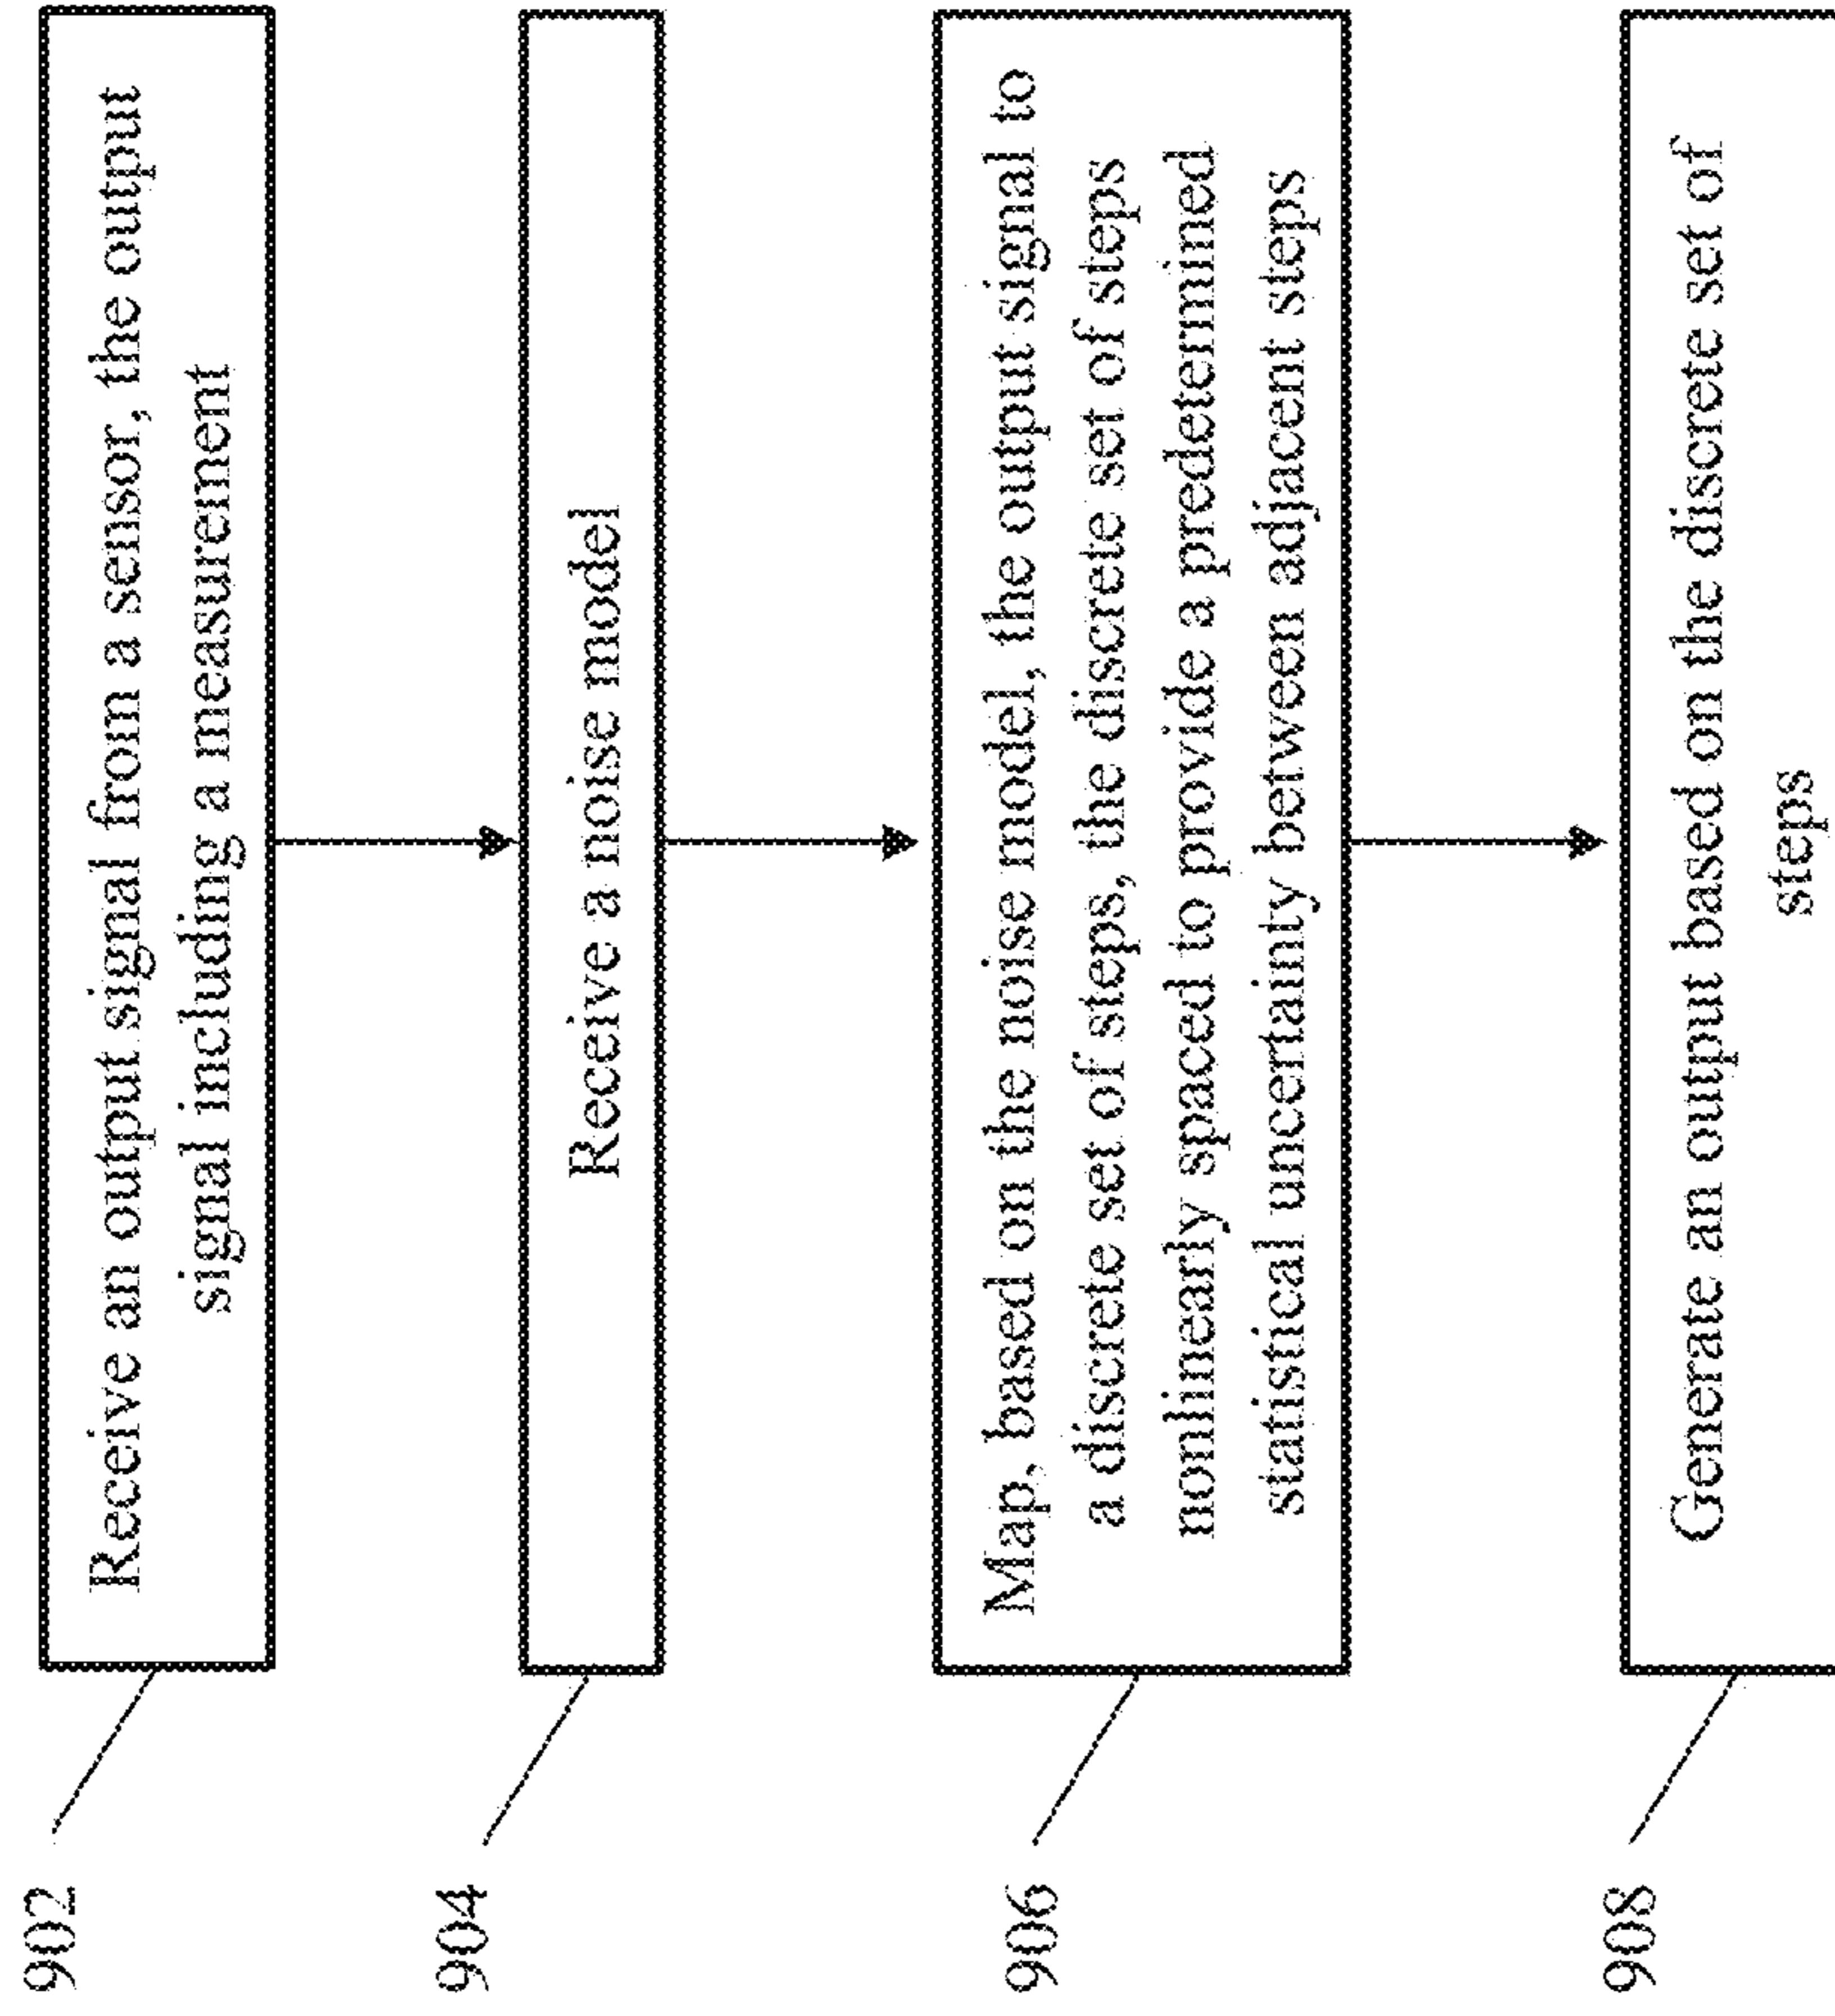 902
Receive an output signal from a sensor, the output
signal including a measurement
904
Receive a noise model
906
Map, based on the noise model, the output signal to
a discrete set of steps, the discrete set of steps
nonlinearly spaced to provide a predetermined
statistical uncertainty between adjacent steps
908
Generate an output based on the discrete set of
steps